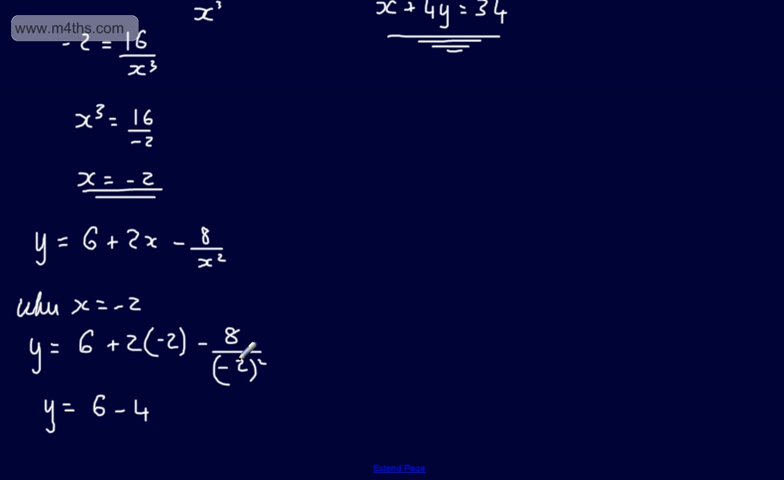 x³
x + 4y = 34
www.m4ths.com
-2 = 16/x³
x³ = 16/-2
x = -2
y = 6 + 2x - 8/x²
when x = -2
y = 6 + 2(-2) - 8/(-2)²
y = 6 - 4
Extend Page